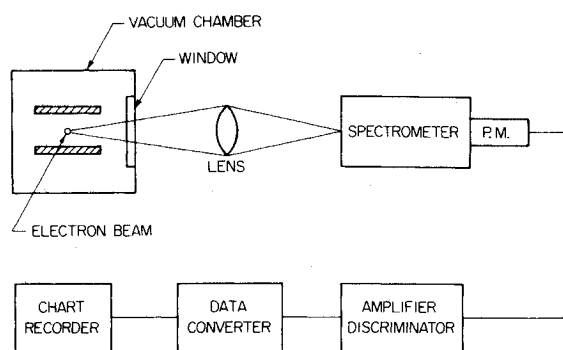 VACUUM CHAMBER
WINDOW
SPECTROMETER
P.M.
LENS
ELECTRON BEAM
CHART
RECORDER
DATA
CONVERTER
AMPLIFIER
DISCRIMINATOR